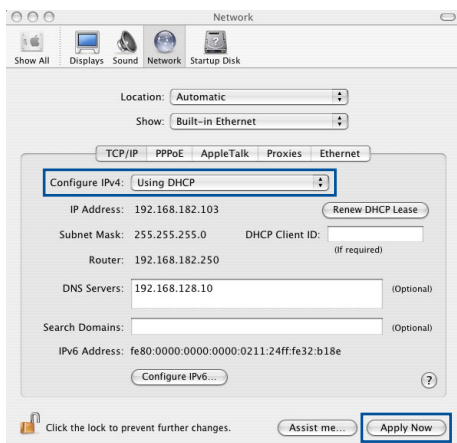 Network
Show All Displays Sound Network Startup Disk
Location: Automatic
Show: Built-in Ethernet
TCP/IP PPPoE AppleTalk Proxies Ethernet
Configure IPv4: Using DHCP
IP Address: 192.168.182.103 Renew DHCP Lease
Subnet Mask: 255.255.255.0 DHCP Client ID:
(If required)
Router: 192.168.182.250
DNS Servers: 192.168.128.10 (Optional)
Search Domains: (Optional)
IPv6 Address: fe80:0000:0000:0000:0211:24ff:fe32:b18e
Configure IPv6... ?
Click the lock to prevent further changes. Assist me... Apply Now